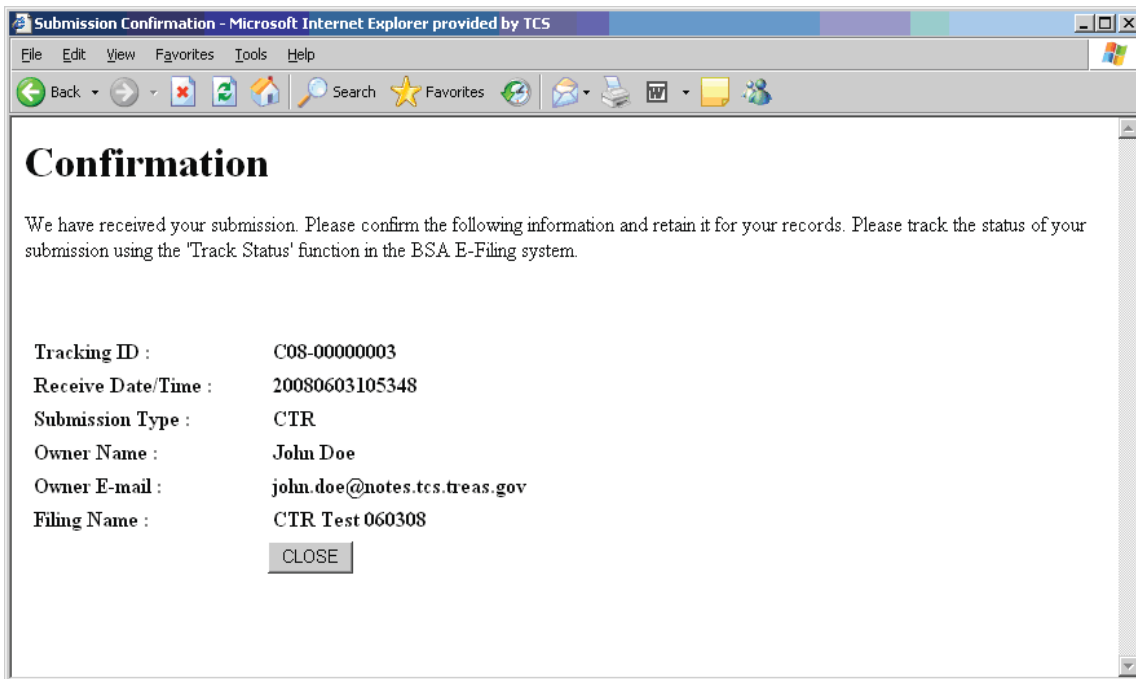 Submission Confirmation - Microsoft Internet Explorer provided by TCS
File Edit View Favorites Tools Help
Back Search Favorites
Confirmation
We have received your submission. Please confirm the following information and retain it for your records. Please track the status of your
submission using the 'Track Status' function in the BSA E-Filing system.
Tracking ID : C08-00000003
Receive Date/Time : 20080603105348
Submission Type : CTR
Owner Name : John Doe
Owner E-mail : john.doe@notes.tcs.treas.gov
Filing Name : CTR Test 060308
CLOSE